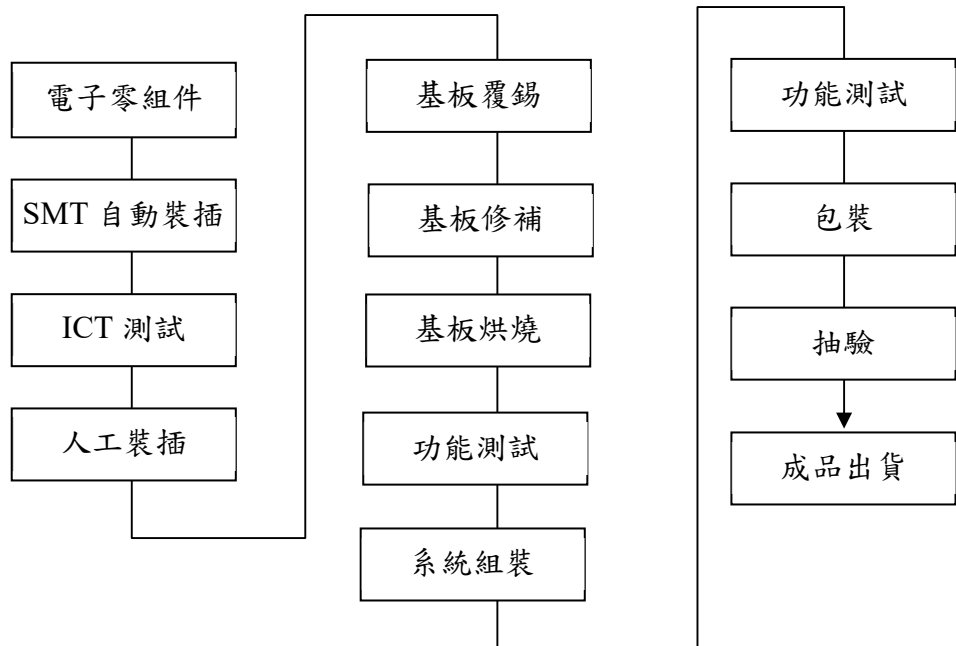 電子零組件
SMT 自動裝插
ICT 測試
人工裝插
基板覆錫
基板修補
基板烘燒
功能測試
系統組裝
功能測試
包裝
抽驗
成品出貨